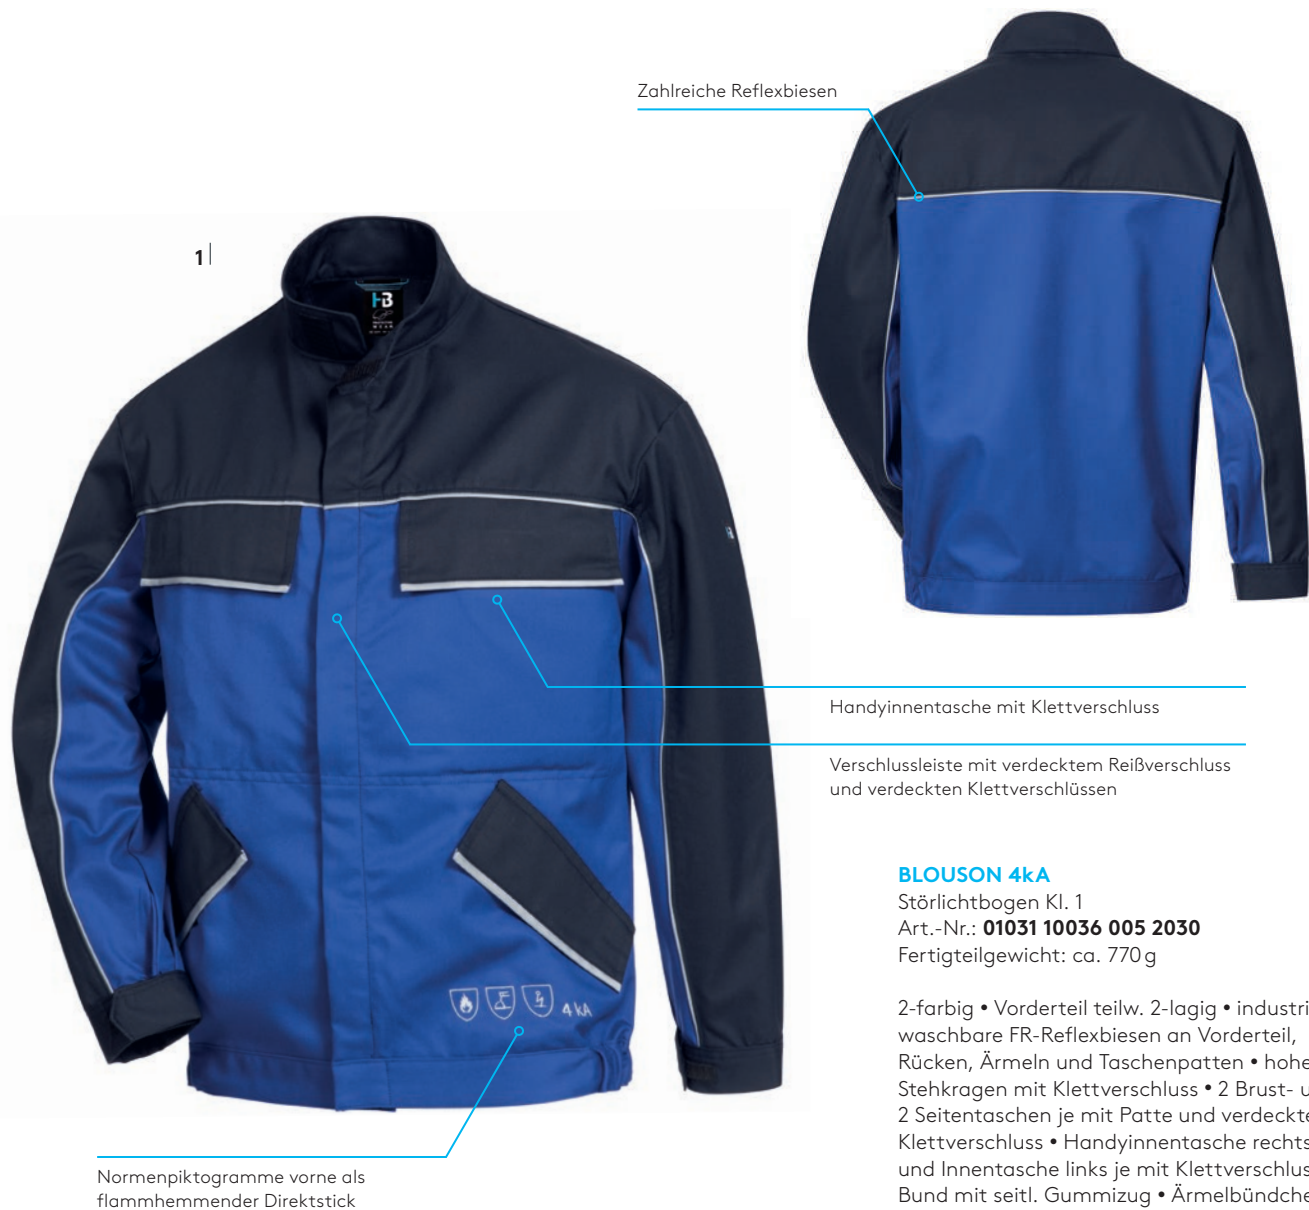 Zahlreiche Reflexbiesen
1
HB
HB
Handyinnentasche mit Klettverschluss
Verschlussleiste mit verdecktem Reißverschluss
und verdeckten Klettverschlüssen
4 kA
Normenpiktogramme vorne als
flammhemmender Direktstick
BLOUSON 4kA
Störlichtbogen Kl. 1
Art.-Nr.: 01031 10036 005 2030
Fertigteilgewicht: ca. 770 g
2-farbig • Vorderteil teilw. 2-lagig • industri
waschbare FR-Reflexbiesen an Vorderteil,
Rücken, Ärmeln und Taschenpatten • hohe
Stehkragen mit Klettverschluss • 2 Brust- u
2 Seitentaschen je mit Patte und verdeckte
Klettverschluss • Handyinnentasche rechts
und Innentasche links je mit Klettverschlus
Bund mit seitl. Gummizug • Ärmelbündche